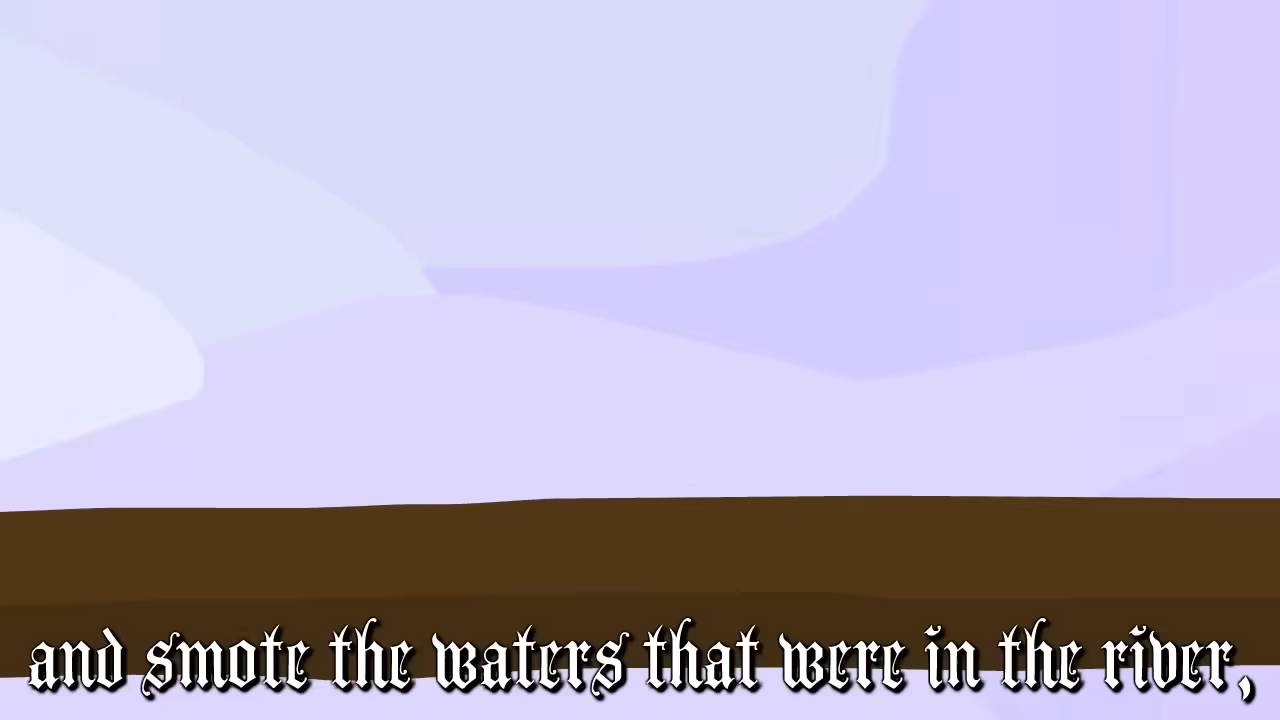 and smote the waters that were in the river,